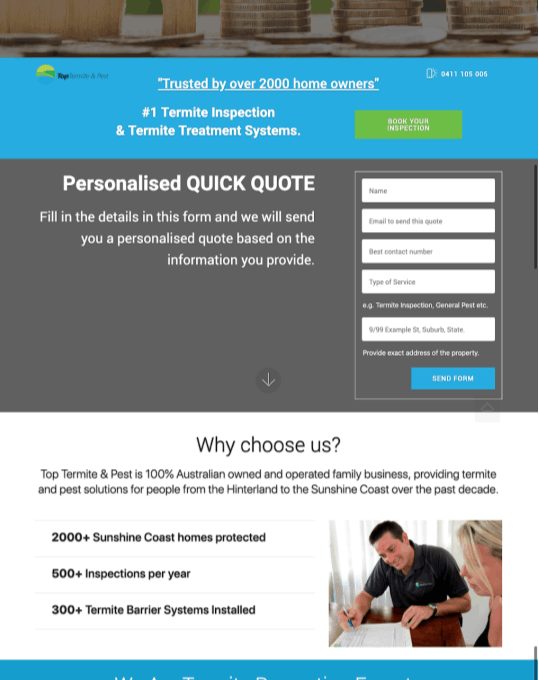 Top Termite & Pest
"Trusted by over 2000 home owners"
0411 105 005
#1 Termite Inspection
& Termite Treatment Systems.
BOOK YOUR
INSPECTION
Personalised QUICK QUOTE
Fill in the details in this form and we will send
you a personalised quote based on the
information you provide.
Name
Email to send this quote
Best contact number
Type of Service
e.g. Termite Inspection, General Pest etc.
9/99 Example St, Suburb, State.
Provide exact address of the property.
SEND FORM
Why choose us?
Top Termite & Pest is 100% Australian owned and operated family business, providing termite
and pest solutions for people from the Hinterland to the Sunshine Coast over the past decade.
2000+ Sunshine Coast homes protected
500+ Inspections per year
300+ Termite Barrier Systems Installed